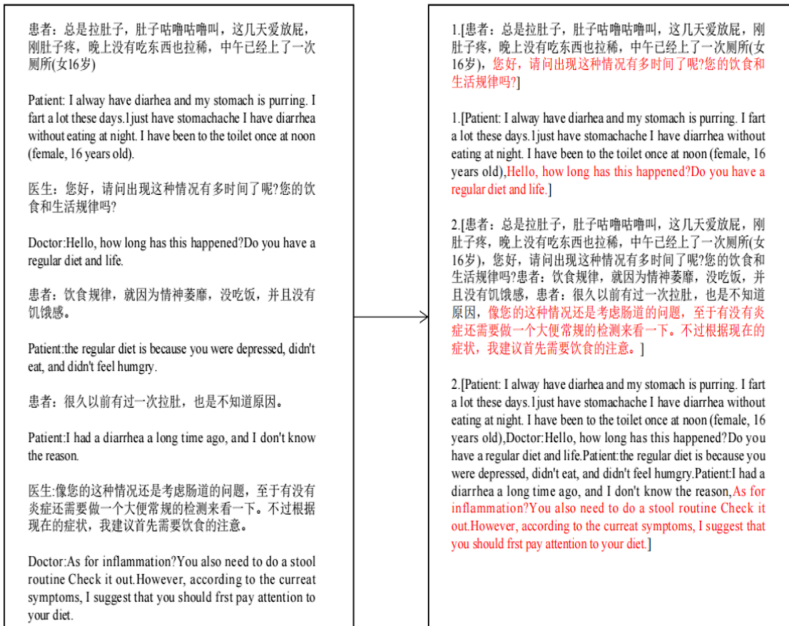 患者：总是拉肚子，肚子咕噜咕噜叫，这几天爱放屁，
刚肚子疼，晚上没有吃东西也拉稀，中午已经上了一次
厕所(女16岁)
Patient: I alway have diarhea and my stomach is purring. I
fart a lot these days.Ijust have stomachache I have diarrhea
without eating at night. I have been to the toilet once at noon
(female, 16 years old).
医生：您好，请问出现这种情况有多时间了呢?您的饮
食和生活规律吗?
Doctor:Hello, how long has this happened?Do you have a
regular diet and life.
患者：饮食规律，就因为情神萎靡，没吃饭，并且没有
饥饿感。
Patient:the regular diet is because you were depressed, didn't
eat, and didn't feel humgry.
患者：很久以前有过一次拉肚，也是不知道原因。
Patient:I had a diarrhea a long time ago, and I don't know
the reason.
医生:像您的这种情况还是考虑肠道的问题，至于有没有
炎症还需要做一个大便常规的检测来看一下。不过根据
现在的症状，我建议首先需要饮食的注意。
Doctor:As for inflammation?You also need to do a stool
routine Check it out.However, according to the curreat
symptoms, I suggest that you should frst pay attention to
your diet.
1.[患者：总是拉肚子，肚子咕噜咕噜叫，这几天爱放屁，刚
肚子疼，晚上没有吃东西也拉稀，中午已经上了一次厕所(女
16岁)，您好，请问出现这种情况有多时间了呢?您的饮食和
生活规律吗?]
1.[Patient: I alway have diarhea and my stomach is purring. I fart
a lot these days.Ijust have stomachache I have diarrhea without
eating at night. I have been to the toilet once at noon (female, 16
years old),Hello, how long has this happened?Do you have a
regular diet and life.]
2.[患者：总是拉肚子，肚子咕噜咕噜叫，这几天爱放屁，刚
肚子疼，晚上没有吃东西也拉稀，中午已经上了一次厕所(女
16岁)，您好，请问出现这种情况有多时间了呢?您的饮食和
生活规律吗?患者：饮食规律，就因为情神萎靡，没吃饭，并
且没有饥饿感，患者：很久以前有过一次拉肚，也是不知道
原因，像您的这种情况还是考虑肠道的问题，至于有没有炎
症还需要做一个大便常规的检测来看一下。不过根据现在的
症状，我建议首先需要饮食的注意。]
2.[Patient: I alway have diarhea and my stomach is purring. I fart
a lot these days.Ijust have stomachache I have diarrhea without
eating at night. I have been to the toilet once at noon (female, 16
years old),Doctor:Hello, how long has this happened?Do you
have a regular diet and life.Patient:the regular diet is because you
were depressed, didn't eat, and didn't feel humgry.Patient:I had a
diarrhea a long time ago, and I don't know the reason,As for
inflammation?You also need to do a stool routine Check it
out.However, according to the curreat symptoms, I suggest that
you should frst pay attention to your diet.]